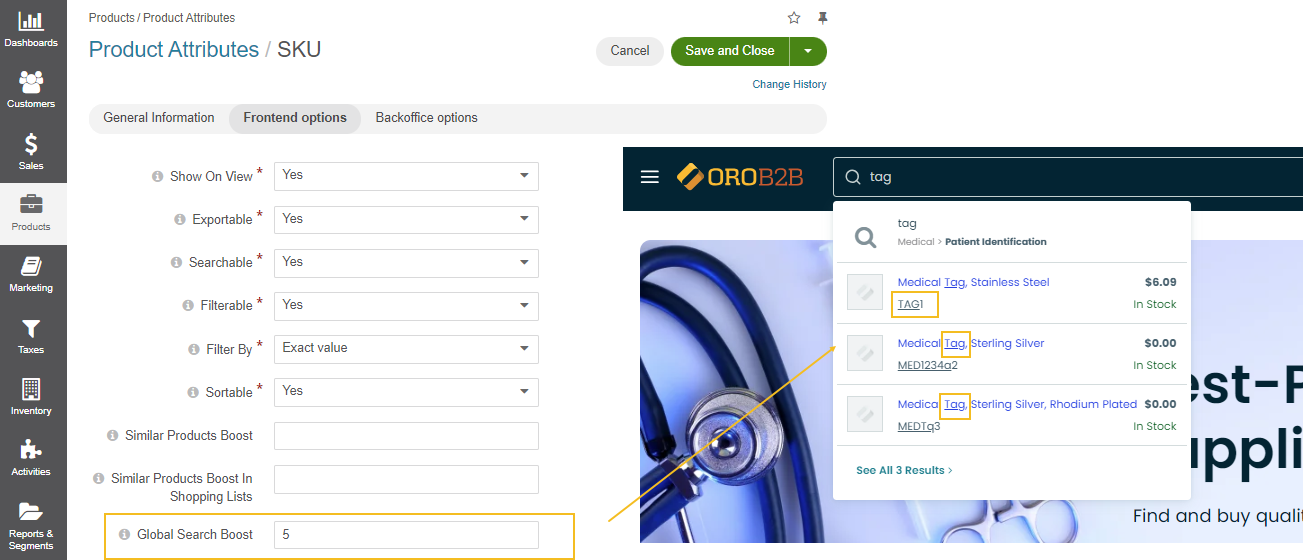 Dashboards
Customers
Sales
Products
Marketing
Taxes
Inventory
Activities
Reports &
Segments
Products / Product Attributes
Product Attributes / SKU
Cancel
Save and Close
Change History
General Information
Frontend options
Backoffice options
Show On View *
Yes
Exportable *
Yes
Searchable *
Yes
Filterable *
Yes
Filter By *
Exact value
Sortable *
Yes
Similar Products Boost
Similar Products Boost In
Shopping Lists
Global Search Boost
5
OROB2B
tag
tag
Medical > Patient Identification
Medical Tag, Stainless Steel
$6.09
TAG1
In Stock
Medical Tag, Sterling Silver
$0.00
MED1234q2
In Stock
Medical Tag, Sterling Silver, Rhodium Plated
$0.00
MEDTq3
In Stock
See All 3 Results >
est-P
uppli
Find and buy qualit